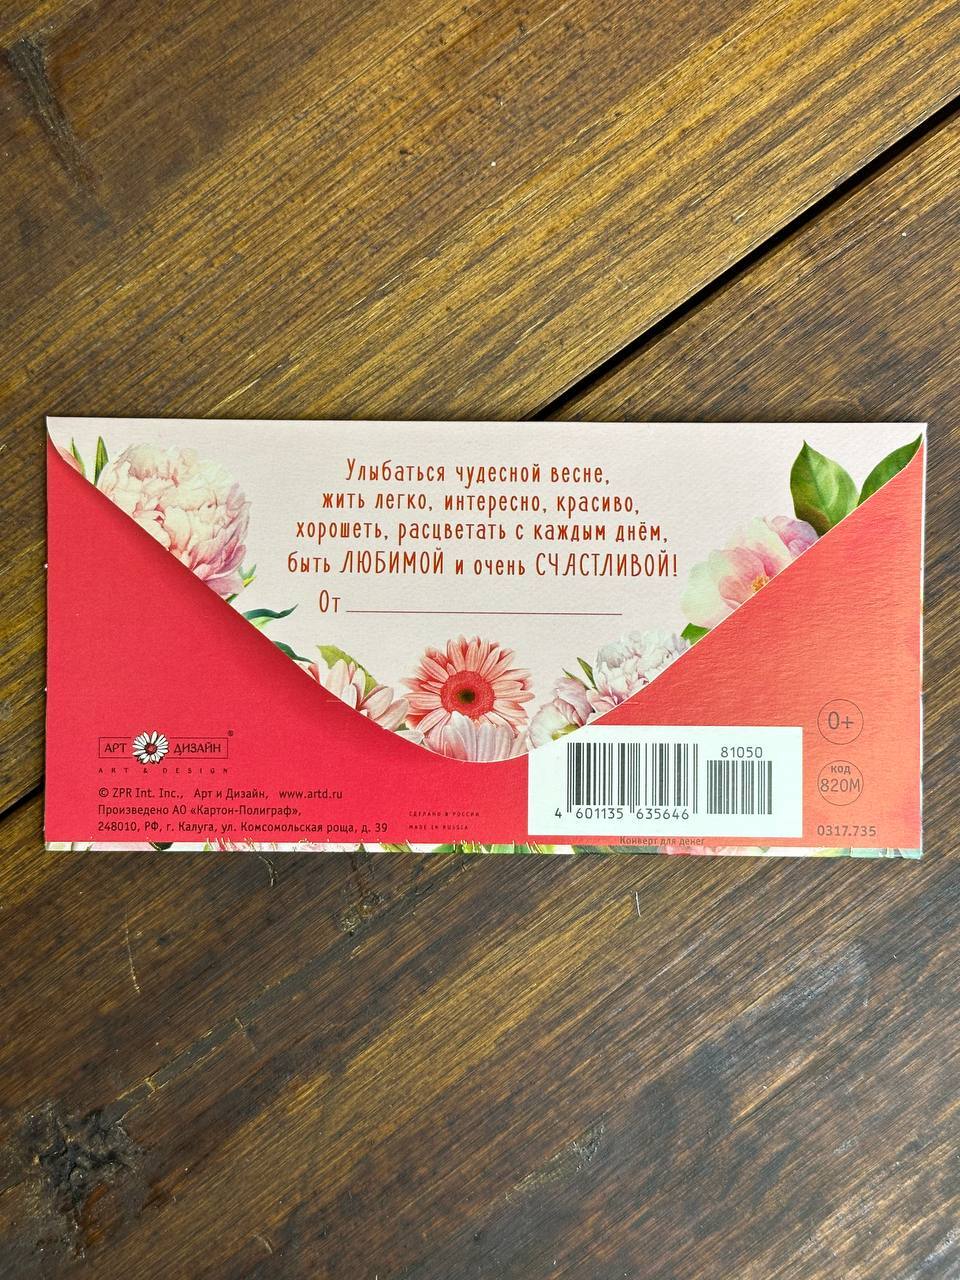 Улыбаться чудесной весне,
жить легко, интересно, красиво,
хорошеть, расцветать с каждым днём,
быть ЛЮБИМОЙ и очень СЧАСТЛИВОЙ!
От
АРТ ДИЗАЙН ®
ART & DESIGN
© ZPR Int. Inc., Арт и Дизайн, www.artd.ru
Произведено АО «Картон-Полиграф»,
248010, РФ, г. Калуга, ул. Комсомольская роща, д. 39
СДЕЛАНО В РОССИИ
MADE IN RUSSIA
81050
4 601135 635646
Конверт для денег
0+
код
820М
0317.735